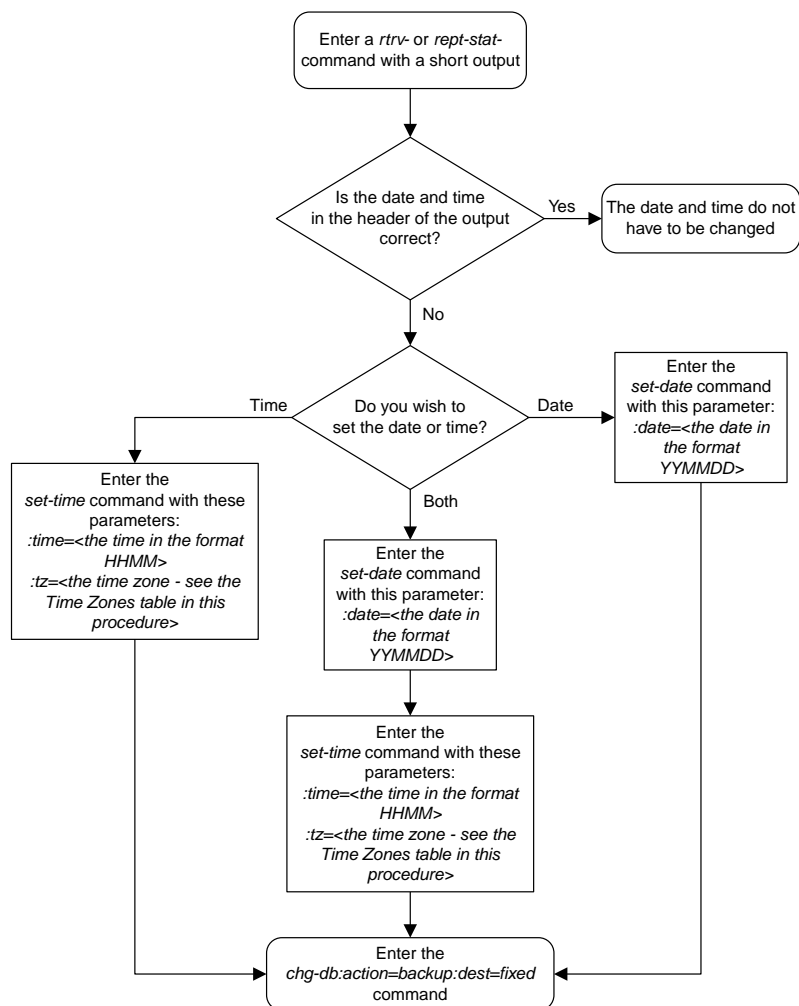 Enter a rtrv- or rept-stat-
command with a short output
Is the date and time
in the header of the output
correct?
Yes
The date and time do not
have to be changed
No
Do you wish to
set the date or time?
Time
Date
Both
Enter the
set-date command
with this parameter:
:date=<the date in
the format
YYMMDD>
Enter the
set-time command with these
parameters:
:time=<the time in the format
HHMM>
:tz=<the time zone - see the
Time Zones table in this
procedure>
Enter the
set-date command
with this parameter:
:date=<the date in
the format
YYMMDD>
Enter the
set-time command with these
parameters:
:time=<the time in the format
HHMM>
:tz=<the time zone - see the
Time Zones table in this
procedure>
Enter the
chg-db:action=backup:dest=fixed
command